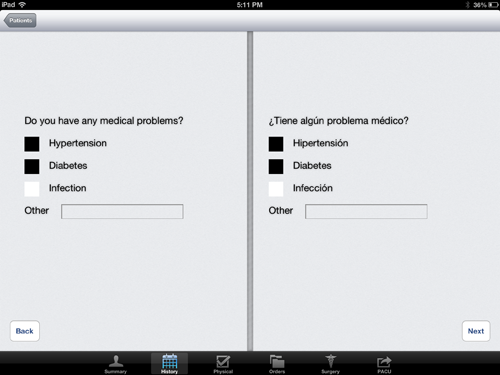 iPad 5:11 PM 36%
Patients
Do you have any medical problems?
Hypertension
Diabetes
Infection
Other
¿Tiene algún problema médico?
Hipertensión
Diabetes
Infección
Other
Back
Next
Summary History Physical Orders Surgery PACU